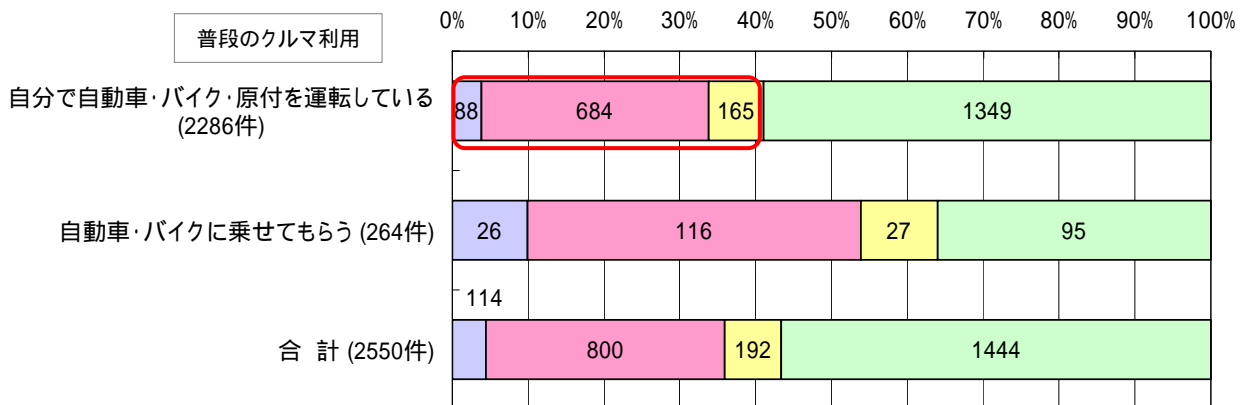 0% 10% 20% 30% 40% 50% 60% 70% 80% 90% 100%
普段のクルマ利用
自分で自動車・バイク・原付を運転している
(2286件)
88 684 165 1349
自動車・バイクに乗せてもらう (264件)
26 116 27 95
114
合 計 (2550件)
800 192 1444